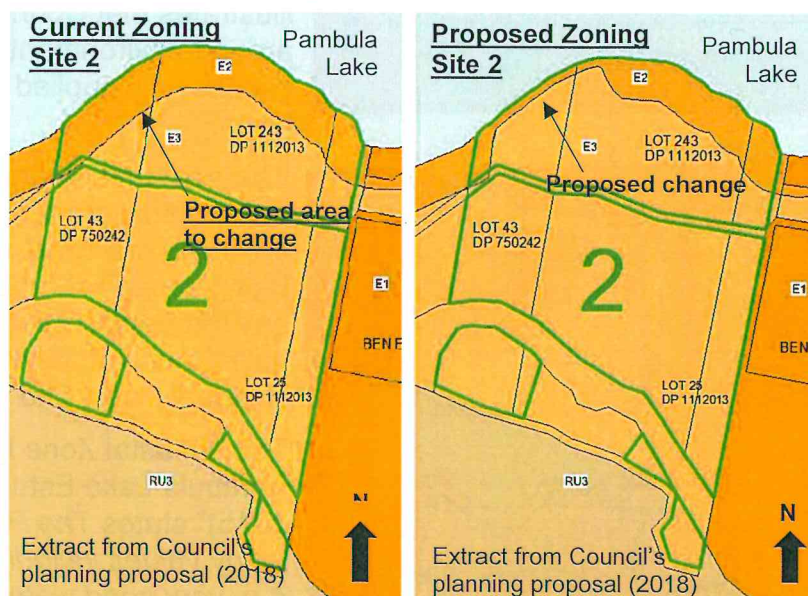 Current Zoning
Site 2
Pambula
Lake
E2
E3
LOT 243
DP 1112013
Proposed area
to change
LOT 43
DP 750242
2
E1
BEN E
LOT 25
DP 1112013
RU3
N
Extract from Council's
planning proposal (2018)
Proposed Zoning
Site 2
Pambula
Lake
E2
E3
LOT 243
DP 1112013
Proposed change
LOT 43
DP 750242
2
E1
BEN
LOT 25
DP 1112013
RU3
N
Extract from Council's
planning proposal (2018)